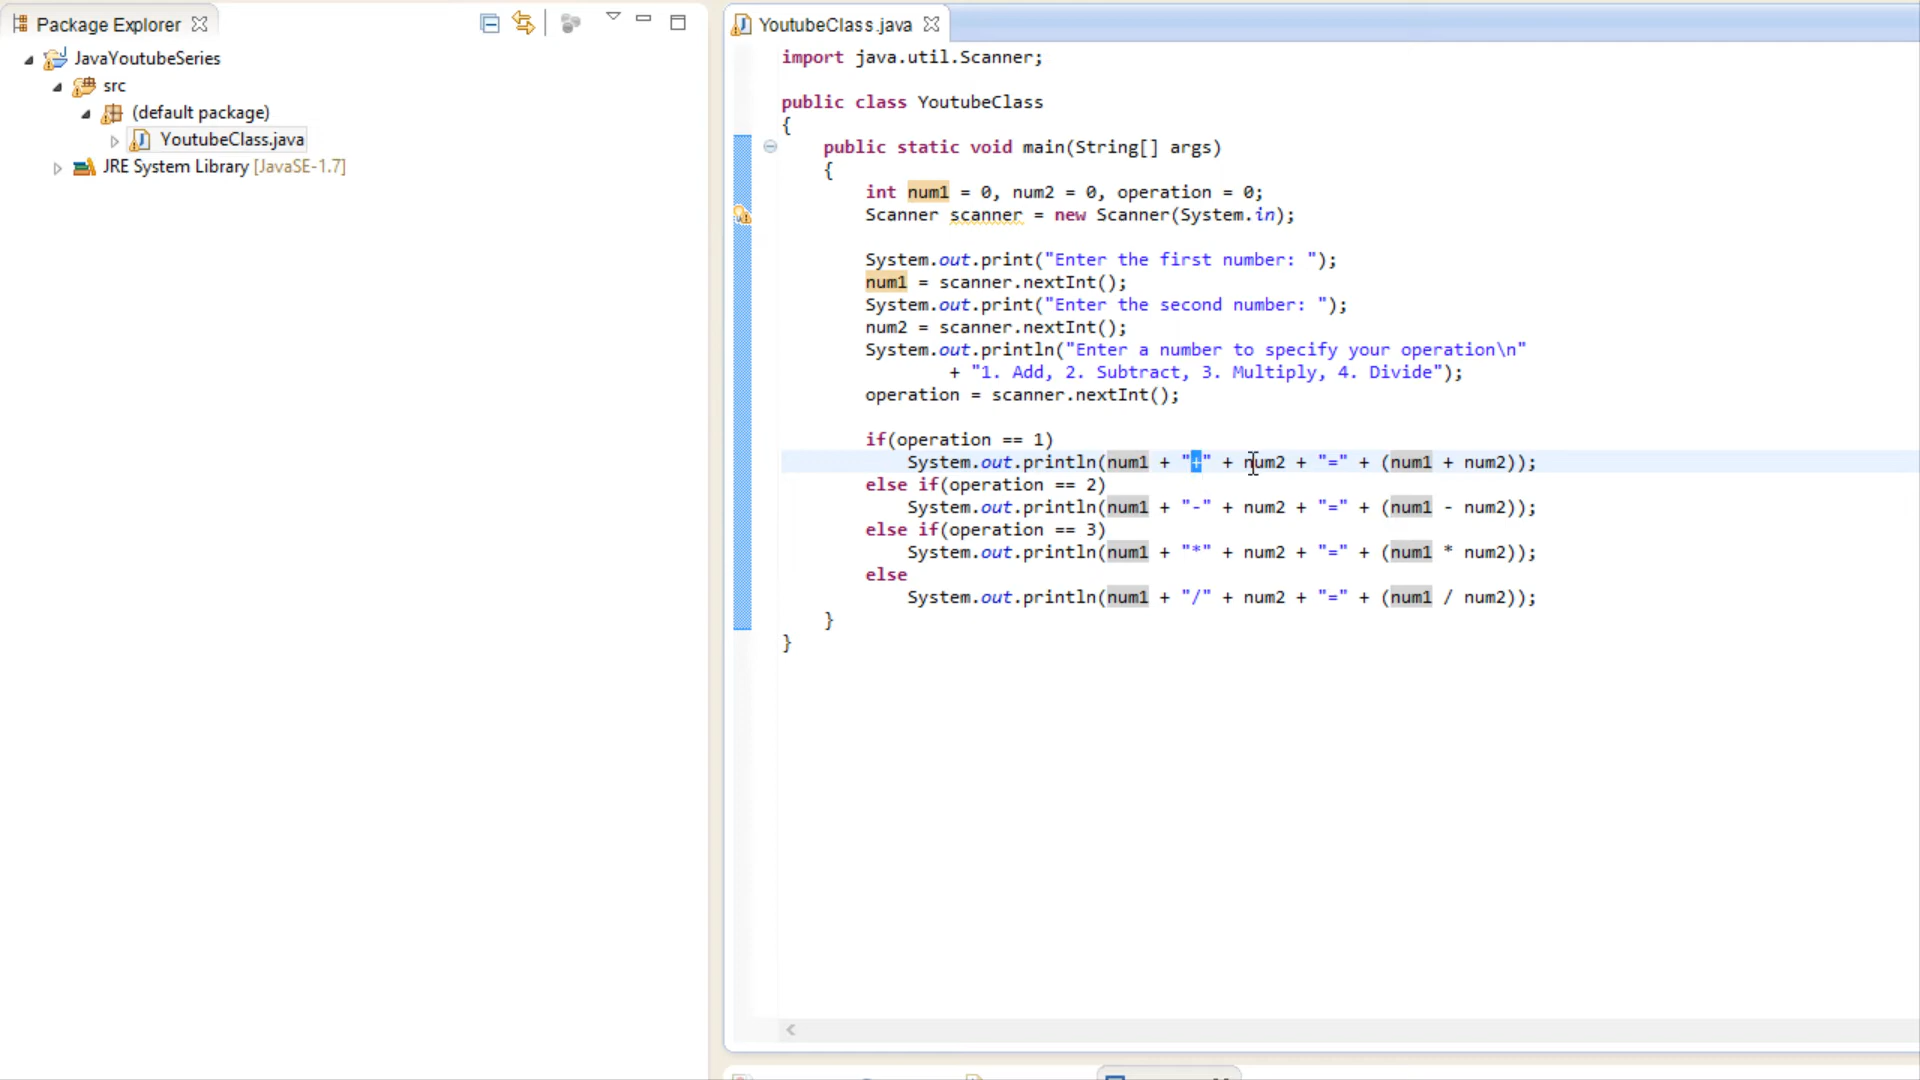 Package Explorer
JavaYoutubeSeries
src
(default package)
YoutubeClass.java
JRE System Library [JavaSE-1.7]
YoutubeClass.java
import java.util.Scanner;
public class YoutubeClass
{
public static void main(String[] args)
{
int num1 = 0, num2 = 0, operation = 0;
Scanner scanner = new Scanner(System.in);
System.out.print("Enter the first number: ");
num1 = scanner.nextInt();
System.out.print("Enter the second number: ");
num2 = scanner.nextInt();
System.out.println("Enter a number to specify your operation\n"
+ "1. Add, 2. Subtract, 3. Multiply, 4. Divide");
operation = scanner.nextInt();
if(operation == 1)
System.out.println(num1 + "+" + num2 + "=" + (num1 + num2));
else if(operation == 2)
System.out.println(num1 + "-" + num2 + "=" + (num1 - num2));
else if(operation == 3)
System.out.println(num1 + "*" + num2 + "=" + (num1 * num2));
else
System.out.println(num1 + "/" + num2 + "=" + (num1 / num2));
}
}